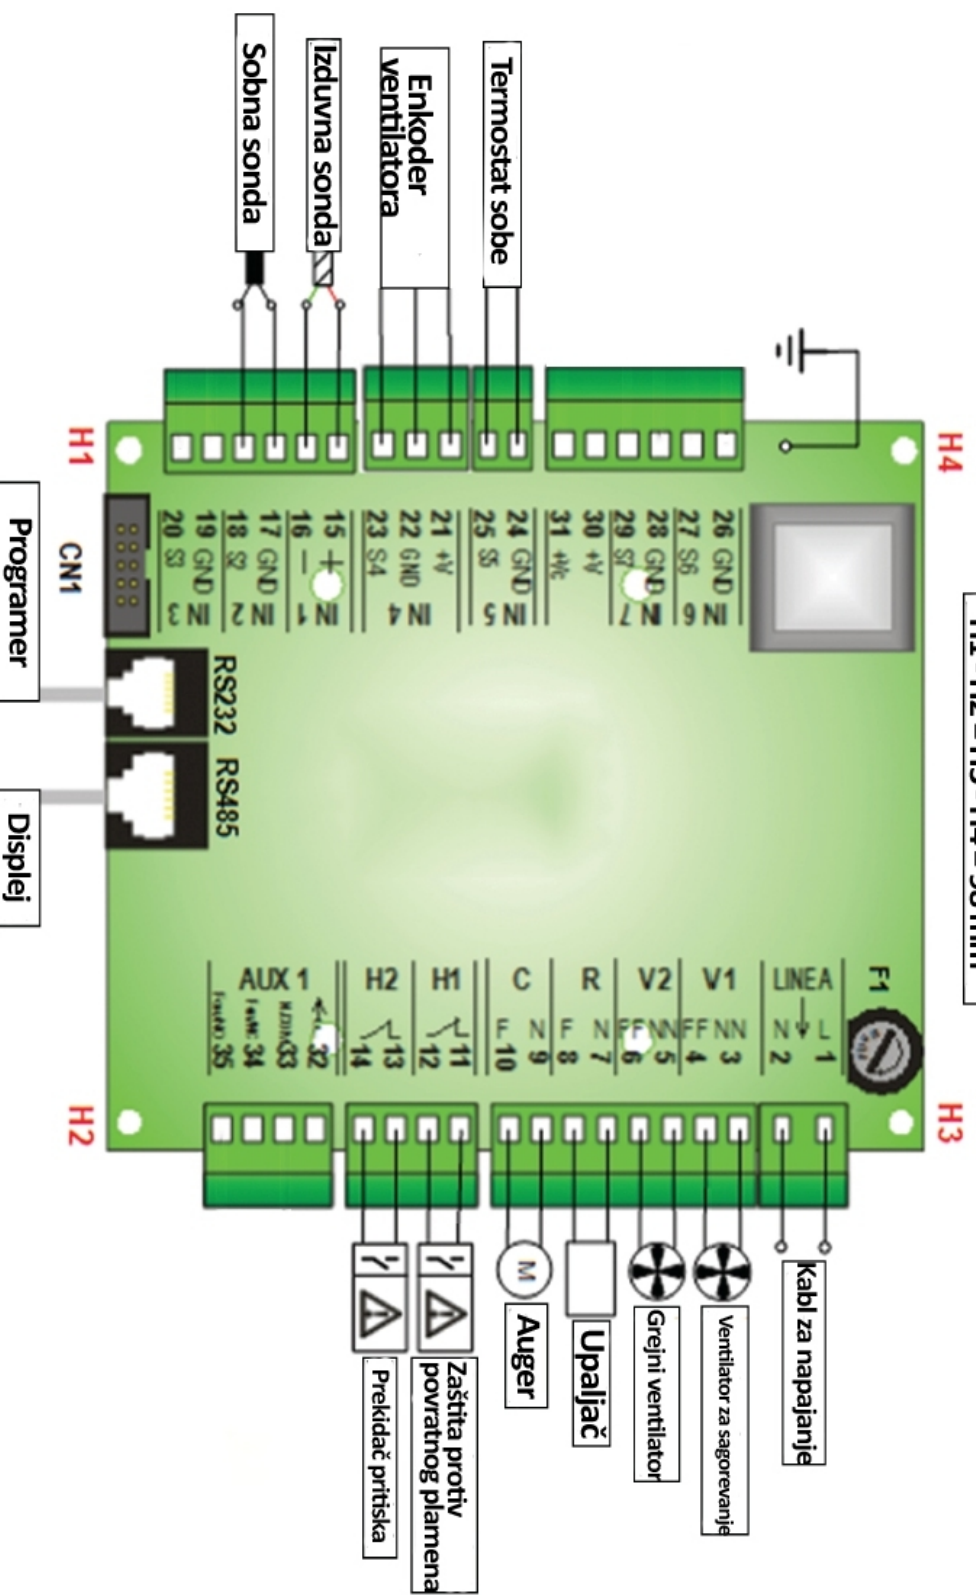 Sobna sonda
Izduvna sonda
Enkoder
ventilatora
Termostat sobe
H1
H4
CN1
Programer
RS232
RS485
Displej
20 S3
19 GND
IN 3
18 S2
17 GND
IN 2
16 –
15 +
IN 1
23 S4
22 GND
21 +V
IN 4
25 S5
24 GND
IN 5
31 +Vc
30 +V
29 S7
28 GND
IN 7
27 S6
26 GND
IN 6
H2
H3
F1
AUX 1
35
34
33
32
H2
14
13
H1
12
11
C
F 10
N 9
R
F 8
N 7
V2
FF 6
NN 5
V1
FF 4
NN 3
LINEA
N 2
L 1
Kabl za napajanje
Ventilator za sagorevanje
Grejni ventilator
Upaljač
M
Auger
Zaštita protiv
povratnog plamena
Prekidač pritiska